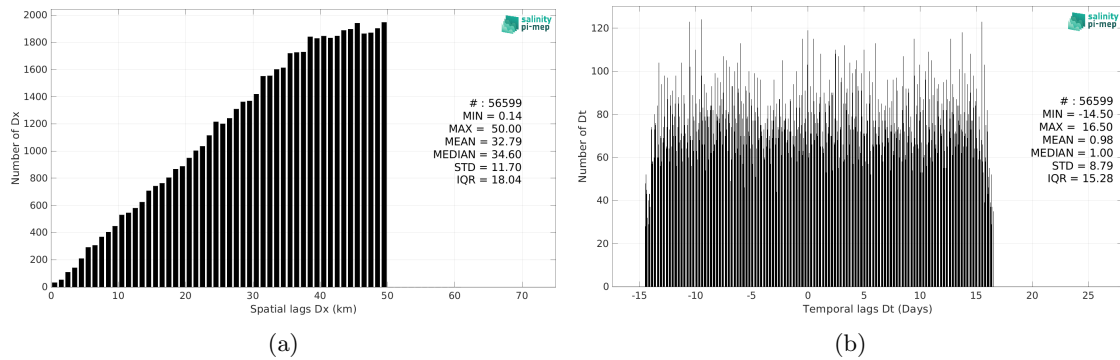 2000
1800
1600
1400
1200
1000
800
600
400
200
0
Number of Dx
0 10 20 30 40 50 60 70
Spatial lags Dx (km)
salinity
pi-mep
# : 56599
MIN = 0.14
MAX = 50.00
MEAN = 32.79
MEDIAN = 34.60
STD = 11.70
IQR = 18.04
(a)
120
100
80
60
40
20
0
Number of Dt
-15 -10 -5 0 5 10 15 20 25
Temporal lags Dt (Days)
salinity
pi-mep
# : 56599
MIN = -14.50
MAX = 16.50
MEAN = 0.98
MEDIAN = 1.00
STD = 8.79
IQR = 15.28
(b)